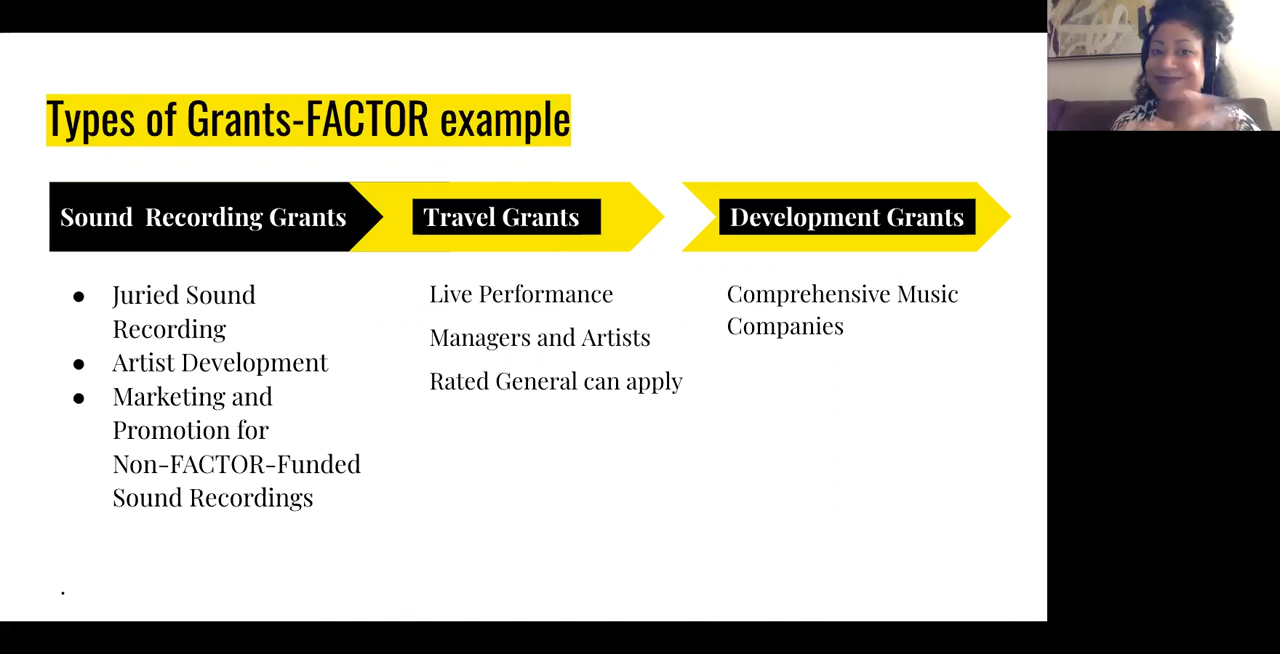 Types of Grants-FACTOR example
Sound Recording Grants
Juried Sound
Recording
Artist Development
Marketing and
Promotion for
Non-FACTOR-Funded
Sound Recordings
Travel Grants
Live Performance
Managers and Artists
Rated General can apply
Development Grants
Comprehensive Music
Companies
.